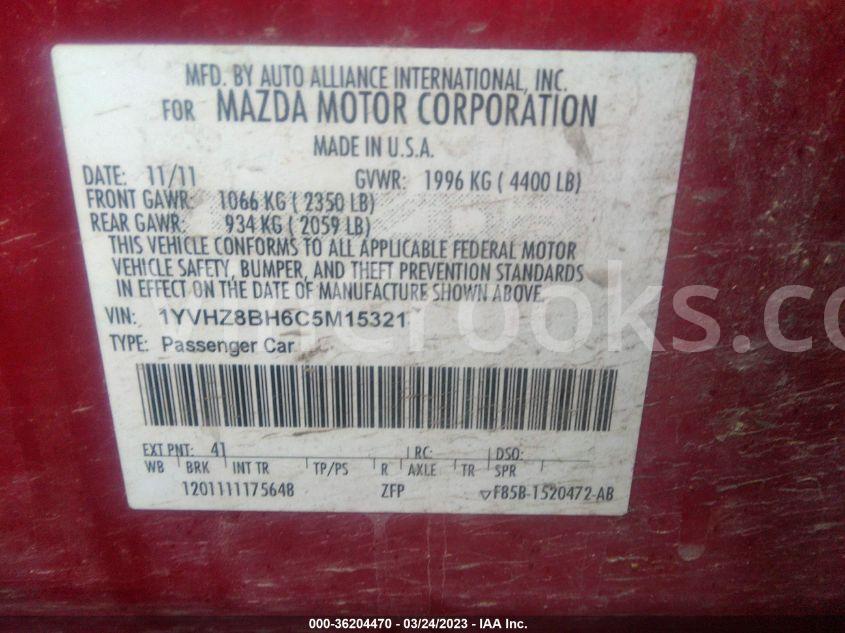 MFD. BY AUTO ALLIANCE INTERNATIONAL, INC.
FOR MAZDA MOTOR CORPORATION
MADE IN U.S.A.
DATE: 11/11 GVWR: 1996 KG ( 4400 LB)
FRONT GAWR: 1066 KG ( 2350 LB)
REAR GAWR: 934 KG ( 2059 LB)
THIS VEHICLE CONFORMS TO ALL APPLICABLE FEDERAL MOTOR
VEHICLE SAFETY, BUMPER, AND THEFT PREVENTION STANDARDS
IN EFFECT ON THE DATE OF MANUFACTURE SHOWN ABOVE.
VIN: 1YVHZ8BH6C5M15321
TYPE: Passenger Car
EXT PNT: 41 RC: DSO:
WB BRK INT TR TP/PS R AXLE TR SPR
120111117564B ZFP F85B-1520472-AB
000-36204470 — 03/24/2023 — IAA Inc.